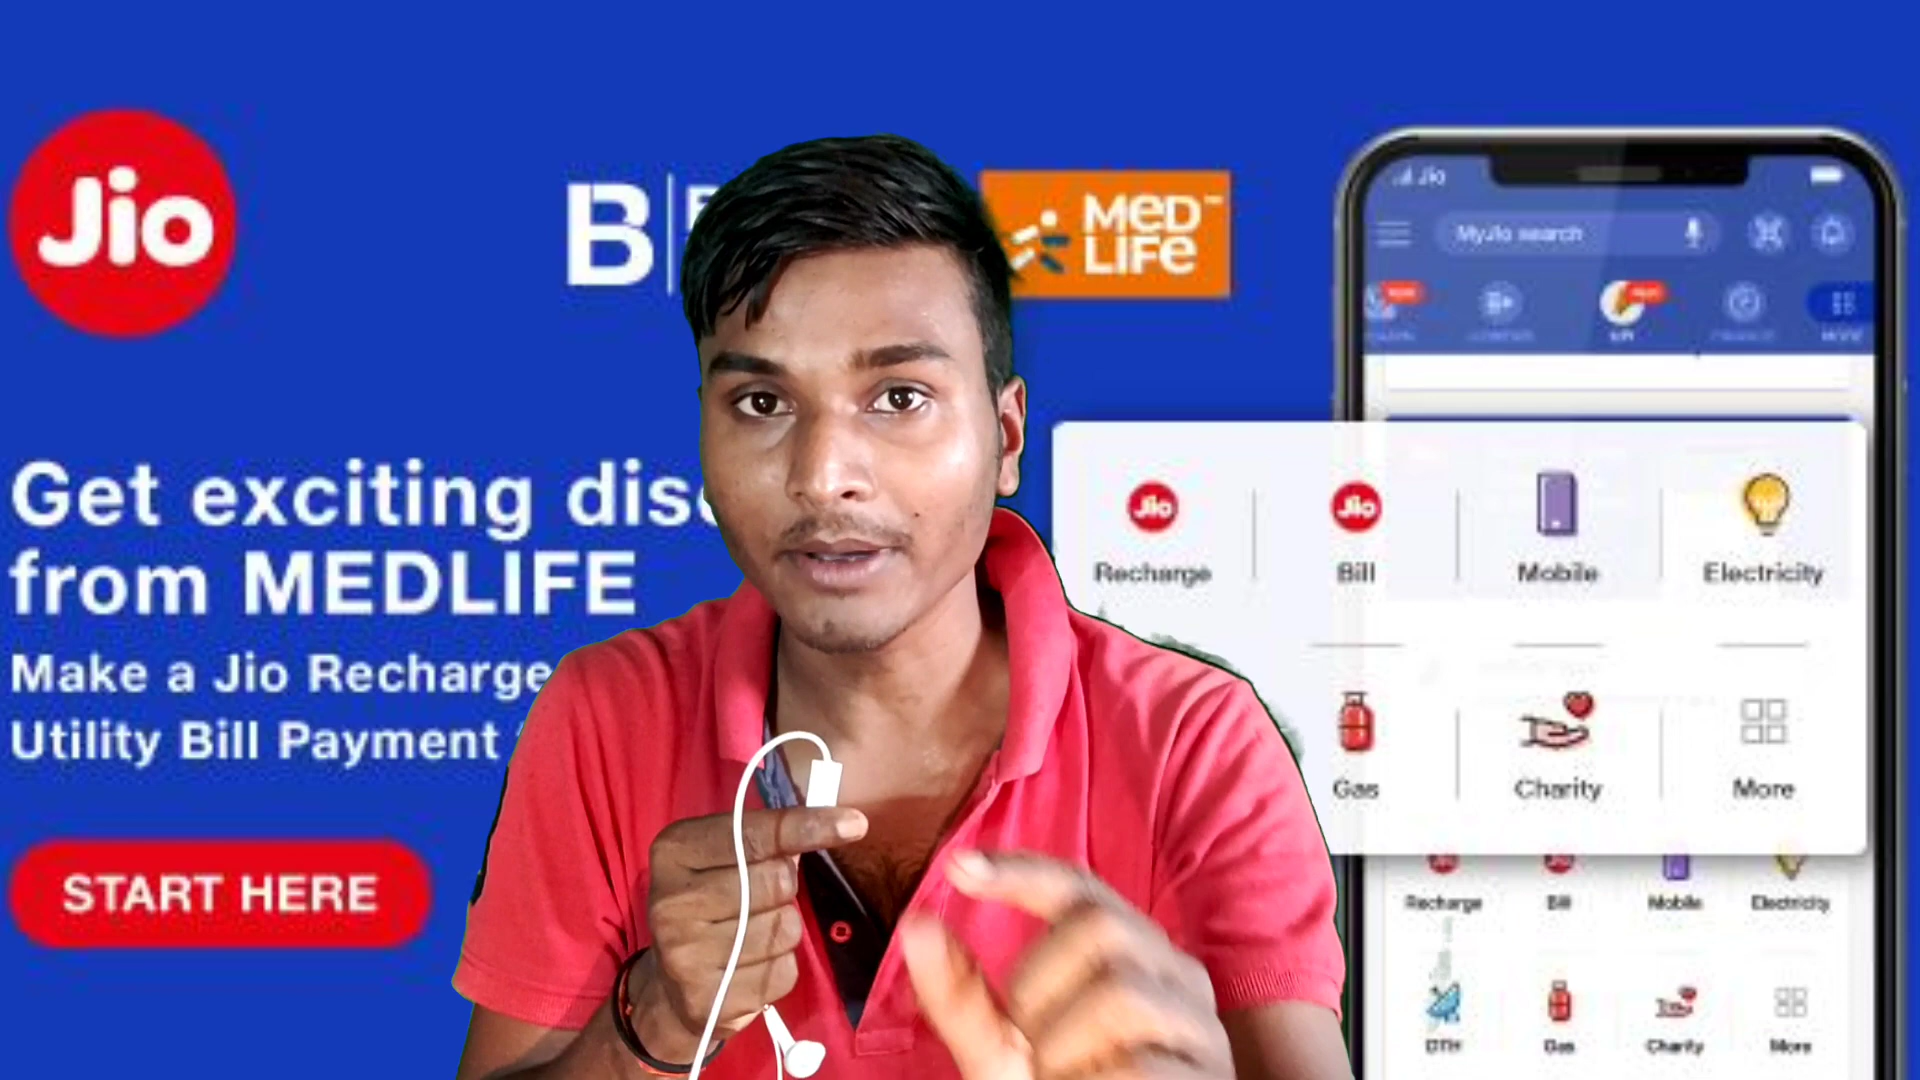 Jio
B
MED
LIFE
Jio
MyJio search
Get exciting
from MEDLIFE
Make a Jio Recharge
Utility Bill Payment
START HERE
Jio
Jio
Recharge
Bill
Mobile
Electricity
Gas
Charity
More
Recharge
Bill
Mobile
Electricity
DTH
Gas
Charity
More